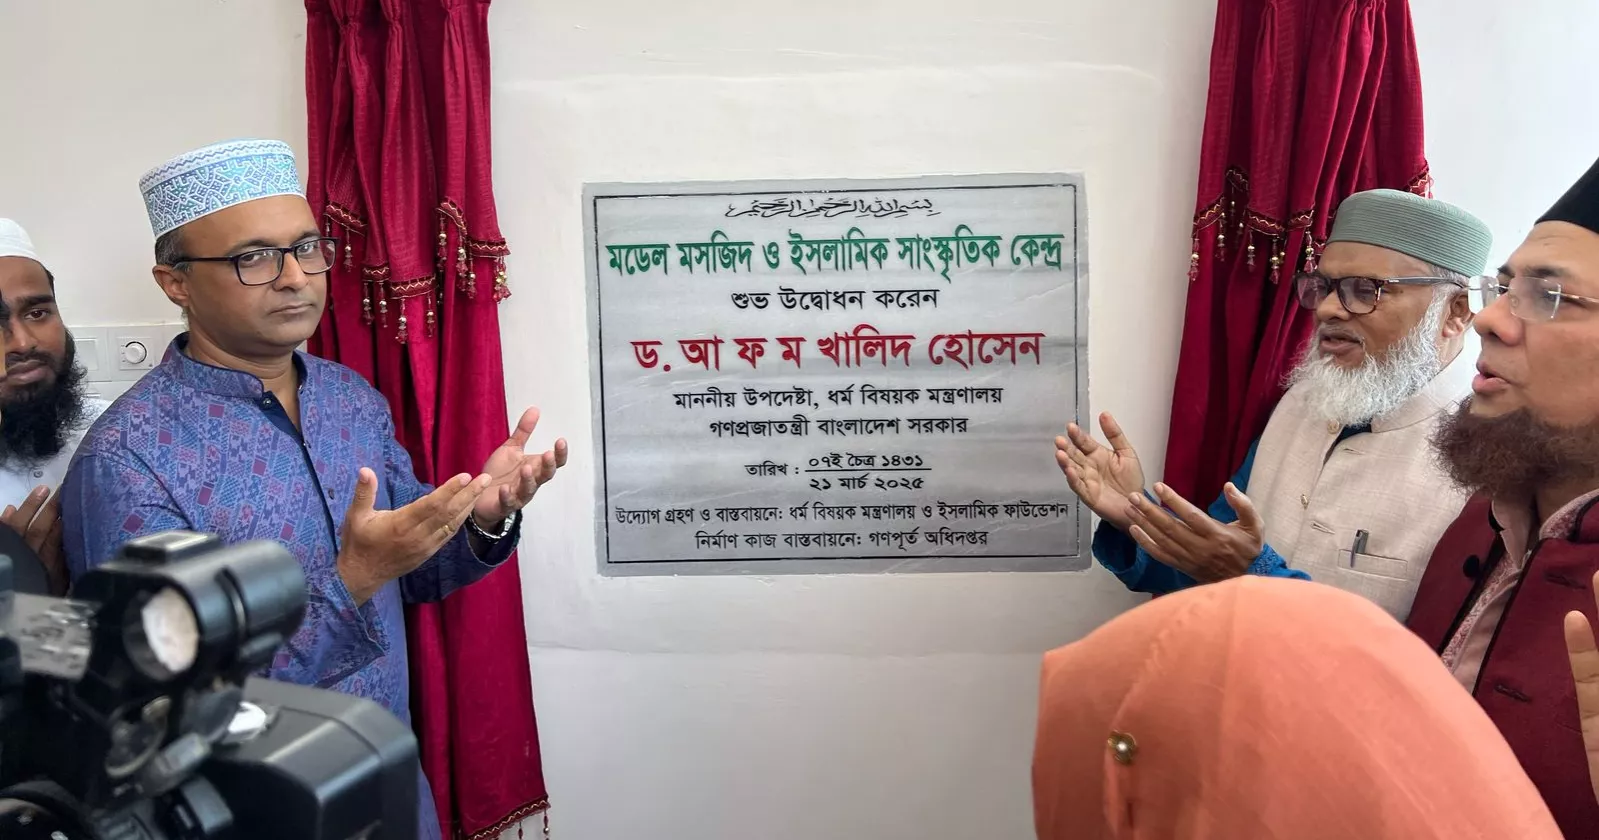 بسم الله الرحمن الرحيم
মডেল মসজিদ ও ইসলামিক সাংস্কৃতিক কেন্দ্র
শুভ উদ্বোধন করেন
ড. আ ফ ম খালিদ হোসেন
মাননীয় উপদেষ্টা, ধর্ম বিষয়ক মন্ত্রণালয়
গণপ্রজাতন্ত্রী বাংলাদেশ সরকার
তারিখ : ০৭ই চৈত্র ১৪৩১
২১ মার্চ ২০২৫
উদ্যোগ গ্রহণ ও বাস্তবায়নে: ধর্ম বিষয়ক মন্ত্রণালয় ও ইসলামিক ফাউন্ডেশন
নির্মাণ কাজ বাস্তবায়নে: গণপূর্ত অধিদপ্তর